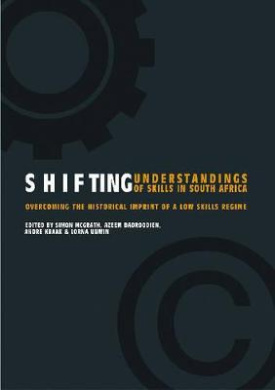 SHIFTING UNDERSTANDINGS
OF SKILLS IN SOUTH AFRICA
OVERCOMING THE HISTORICAL IMPRINT OF A LOW SKILLS REGIME
EDITED BY SIMON MCGRATH, AZEEM BADROODIEN,
ANDRE KRAAK & LORNA UNWIN
©